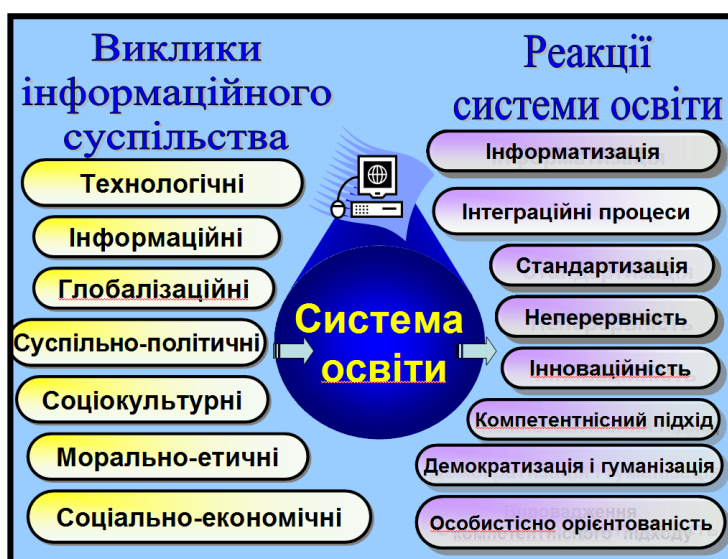 Виклики
інформаційного
суспільства
Технологічні
Інформаційні
Глобалізаційні
Суспільно-політичні
Соціокультурні
Морально-етичні
Соціально-економічні
Система
освіти
Реакції
системи освіти
Інформатизація
Інтеграційні процеси
Стандартизація
Неперервність
Інноваційність
Компетентнісний підхід
Демократизація і гуманізація
Особистісно орієнтованість